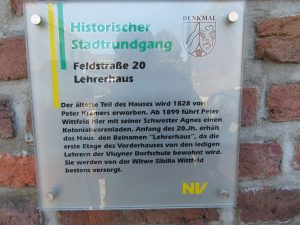 Historischer
Stadtrundgang
DENKMAL
Feldstraße 20
Lehrerhaus
Der älteste Teil des Hauses wird 1828 von
Peter Kremers erworben. Ab 1899 führt Peter
Wittfeld hier mit seiner Schwester Agnes einen
Kolonialwarenladen. Anfang des 20.Jh. erhält
das Haus den Beinamen "Lehrerhaus", da die
erste Etage des Vorderhauses von den ledigen
Lehrern der Vluyner Dorfschule bewohnt wird.
Sie werden von der Witwe Sibilla Wittfeld
bestens versorgt.
NV